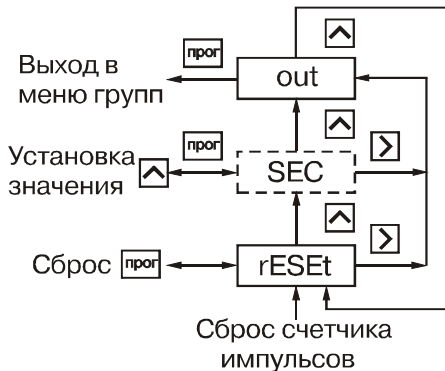 прог
Выход в
меню групп
out
Установка
значения
прог
SEC
Сброс прог
rESEt
Сброс счетчика
импульсов